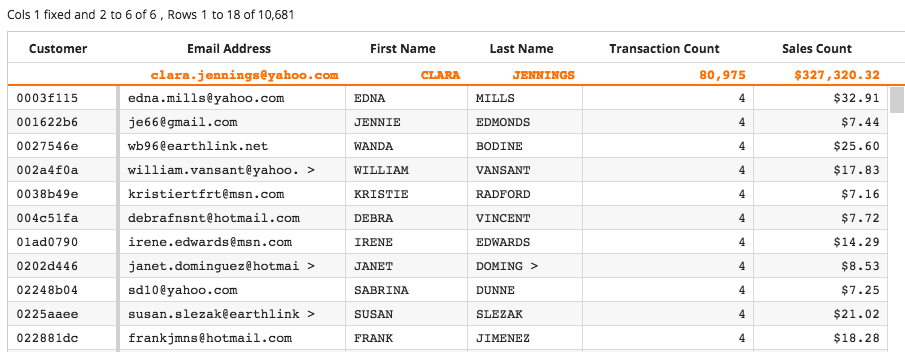 Cols 1 fixed and 2 to 6 of 6 , Rows 1 to 18 of 10,681
Customer Email Address First Name Last Name Transaction Count Sales Count
clara.jennings@yahoo.com CLARA JENNINGS 80,975 $327,320.32
0003f115 edna.mills@yahoo.com EDNA MILLS 4 $32.91
001622b6 je66@gmail.com JENNIE EDMONDS 4 $7.44
0027546e wb96@earthlink.net WANDA BODINE 4 $25.60
002a4f0a william.vansant@yahoo. > WILLIAM VANSANT 4 $17.83
0038b49e kristiertfrt@msn.com KRISTIE RADFORD 4 $7.16
004c51fa debrafnsnt@hotmail.com DEBRA VINCENT 4 $7.72
01ad0790 irene.edwards@msn.com IRENE EDWARDS 4 $14.29
0202d446 janet.dominguez@hotmai > JANET DOMING > 4 $8.53
02248b04 sd10@yahoo.com SABRINA DUNNE 4 $7.25
0225aaee susan.slezak@earthlink > SUSAN SLEZAK 4 $21.02
022881dc frankjmns@hotmail.com FRANK JIMENEZ 4 $18.28